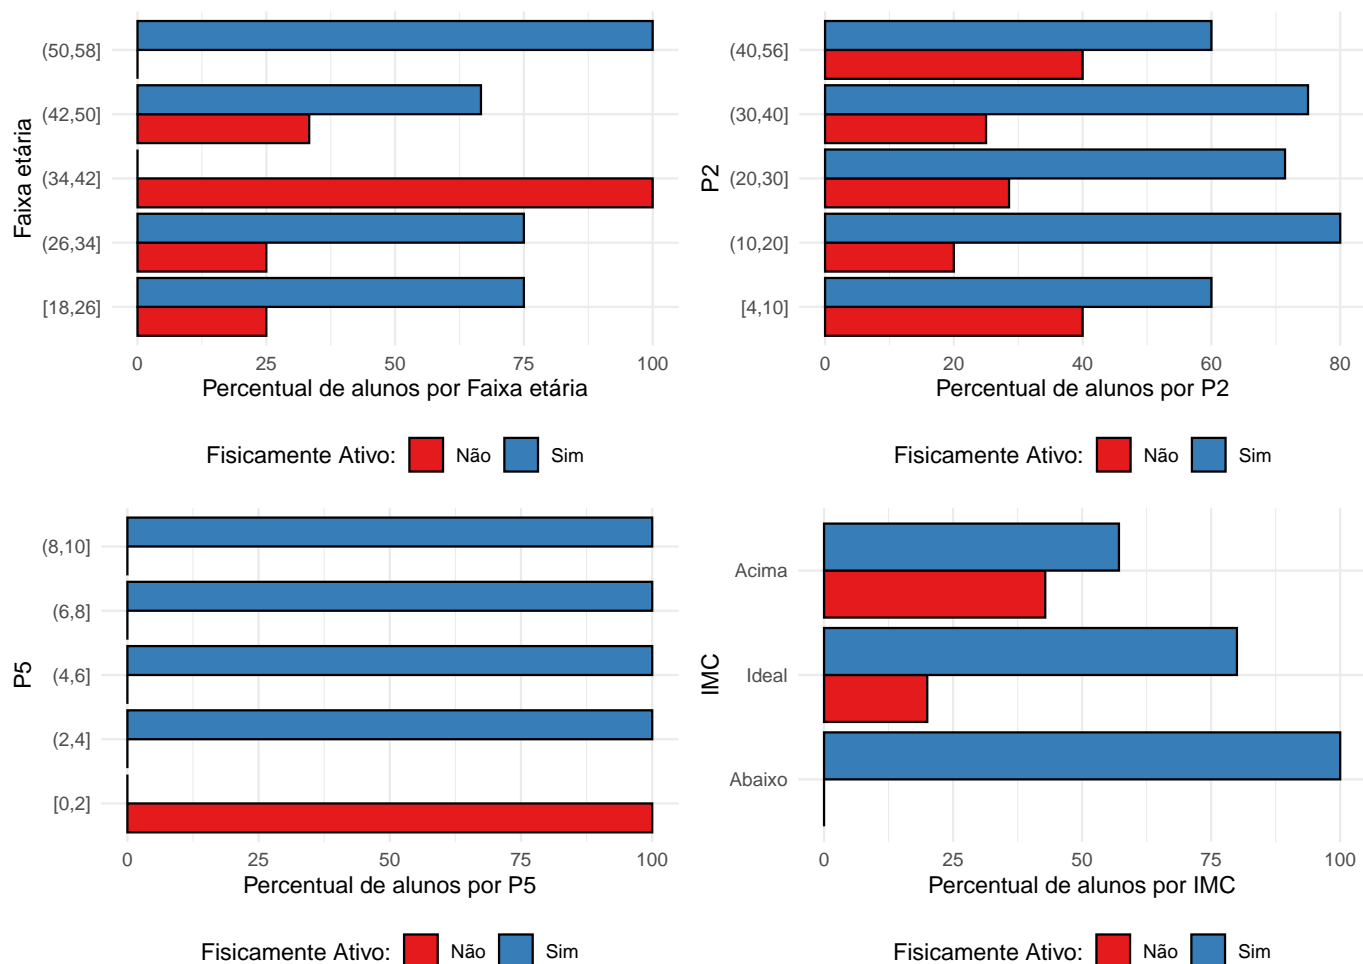 Faixa etária
(50,58]
(42,50]
(34,42]
(26,34]
[18,26]
0 25 50 75 100
Percentual de alunos por Faixa etária
Fisicamente Ativo: Não Sim
P2
(40,56]
(30,40]
(20,30]
(10,20]
[4,10]
0 20 40 60 80
Percentual de alunos por P2
Fisicamente Ativo: Não Sim
P5
(8,10]
(6,8]
(4,6]
(2,4]
[0,2]
0 25 50 75 100
Percentual de alunos por P5
Fisicamente Ativo: Não Sim
IMC
Acima
Ideal
Abaixo
0 25 50 75 100
Percentual de alunos por IMC
Fisicamente Ativo: Não Sim